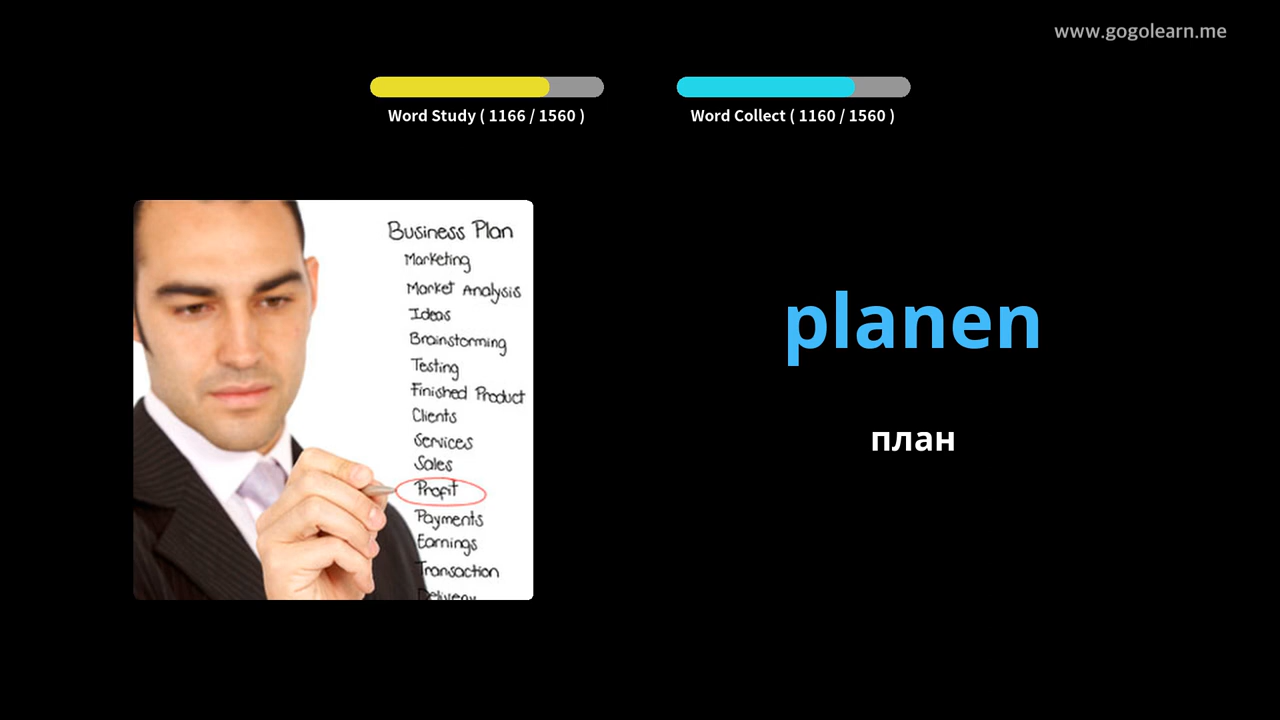 www.gogolearn.me
Word Study ( 1166 / 1560 )
Word Collect ( 1160 / 1560 )
Business Plan
Marketing
Market Analysis
Ideas
Brainstorming
Testing
Finished Product
Clients
Services
Sales
Profit
Payments
Earnings
Transaction
Delivery
planen
план